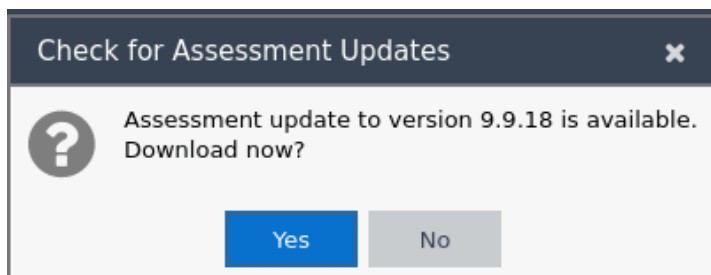 Check for Assessment Updates
Assessment update to version 9.9.18 is available.
Download now?
Yes
No